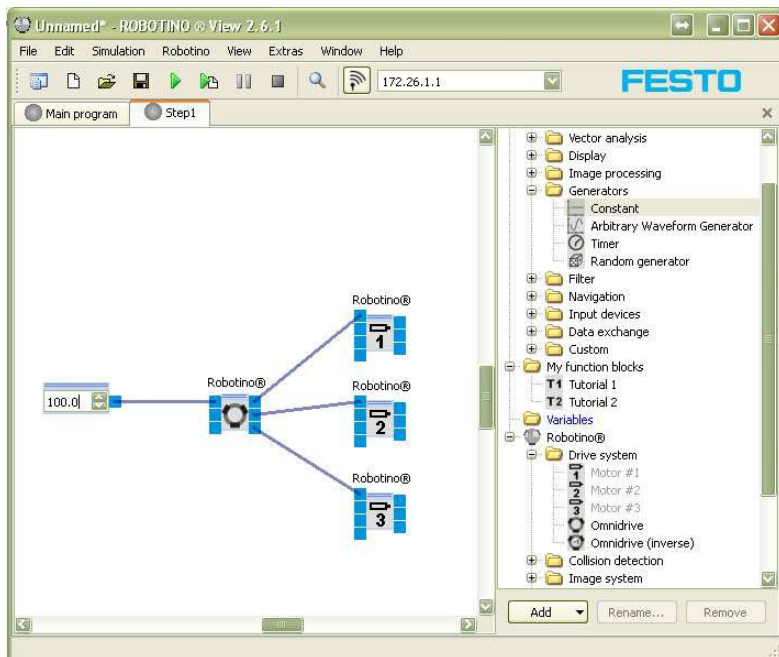 Unnamed* - ROBOTINO ® View 2.6.1
File Edit Simulation Robotino View Extras Window Help
172.26.1.1
FESTO
Main program Step1
Vector analysis
Display
Image processing
Generators
Constant
Arbitrary Waveform Generator
Timer
Random generator
Filter
Navigation
Input devices
Data exchange
Custom
My function blocks
T1 Tutorial 1
T2 Tutorial 2
Variables
Robotino®
Drive system
1 Motor #1
2 Motor #2
3 Motor #3
Omnidrive
Omnidrive (inverse)
Collision detection
Image system
Robotino®
1
Robotino®
100.0
Robotino®
2
Robotino®
3
Add Rename... Remove